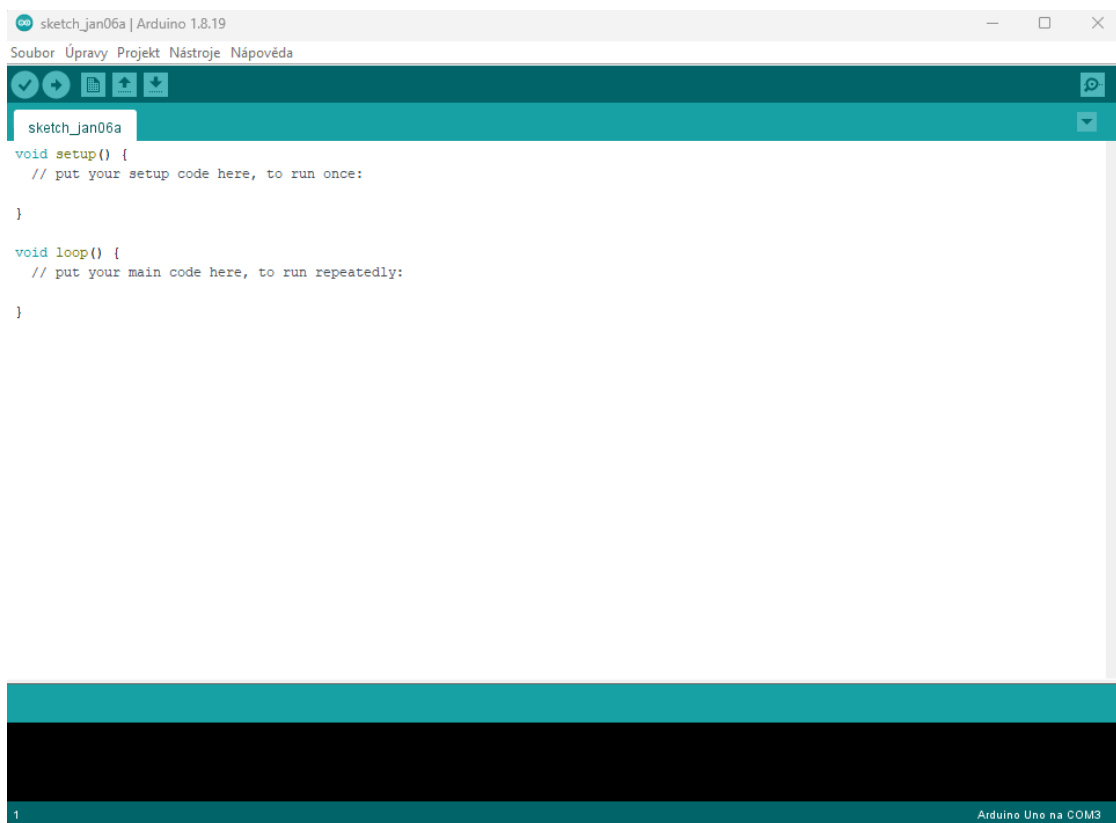 sketch_jan06a | Arduino 1.8.19
Soubor Úpravy Projekt Nástroje Nápověda
sketch_jan06a
void setup() {
  // put your setup code here, to run once:
}
void loop() {
  // put your main code here, to run repeatedly:
}
1
Arduino Uno na COM3